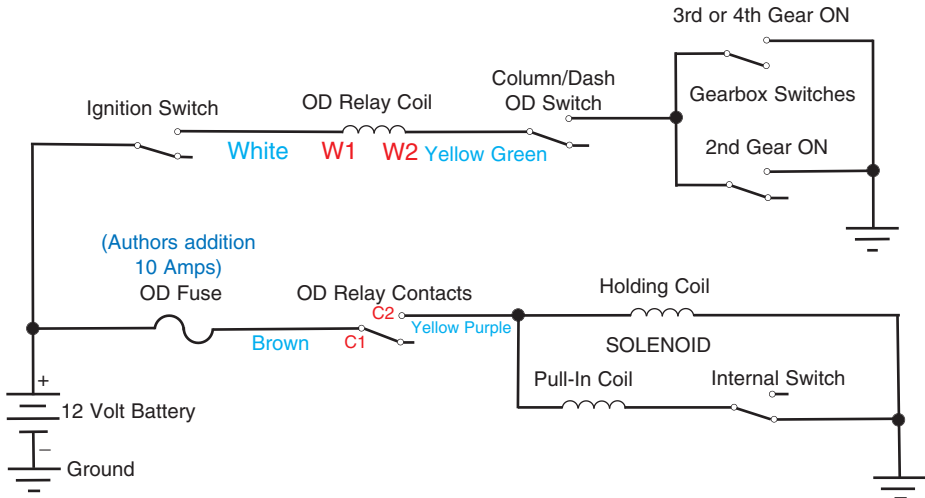 3rd or 4th Gear ON
Column/Dash
OD Switch
Ignition Switch
OD Relay Coil
Gearbox Switches
White
W1
W2
Yellow Green
2nd Gear ON
(Authors addition
10 Amps)
OD Fuse
OD Relay Contacts
Holding Coil
C2
Yellow Purple
Brown
C1
SOLENOID
Pull-In Coil
Internal Switch
+
12 Volt Battery
–
Ground